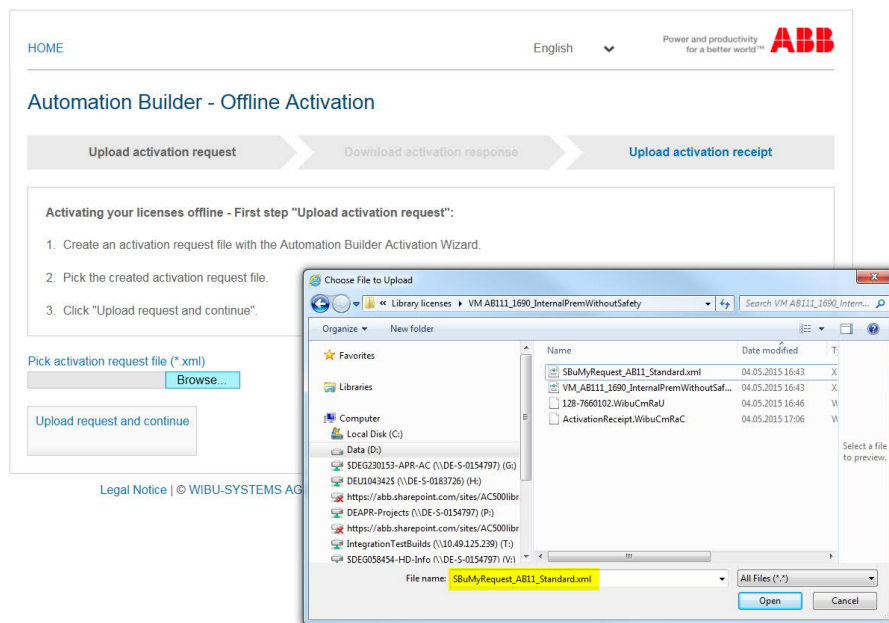 HOME
English
Power and productivity
for a better world™
ABB
Automation Builder - Offline Activation
Upload activation request
Download activation response
Upload activation receipt
Activating your licenses offline - First step "Upload activation request":
1. Create an activation request file with the Automation Builder Activation Wizard.
2. Pick the created activation request file.
3. Click "Upload request and continue".
Pick activation request file (*.xml)
Browse...
Upload request and continue
Legal Notice | © WIBU-SYSTEMS AG
Choose File to Upload
« Library licenses ▸ VM AB111_1690_InternalPremWithoutSafety
Search VM AB111_1690_Intern...
Organize
New folder
Favorites
Libraries
Computer
Local Disk (C:)
Data (D:)
$DEG230153-APR-AC (\\DE-S-0154797) (G:)
DEU104342$ (\\DE-S-0183726) (H:)
https://abb.sharepoint.com/sites/AC500libr
DEAPR-Projects (\\DE-S-0154797) (P:)
https://abb.sharepoint.com/sites/AC500libr
IntegrationTestBuilds (\\10.49.125.239) (T:)
$DEG058454-HD-Info (\\DE-S-0154797) (V:)
Name Date modified T
SBuMyRequest_AB11_Standard.xml 04.05.2015 16:43 X
VM_AB111_1690_InternalPremWithoutSaf... 04.05.2015 16:43 X
128-7660102.WibuCmRaU 04.05.2015 16:46 W
ActivationReceipt.WibuCmRaC 04.05.2015 17:06 W
Select a file
to preview.
File name: SBuMyRequest_AB11_Standard.xml
All Files (*.*)
Open
Cancel